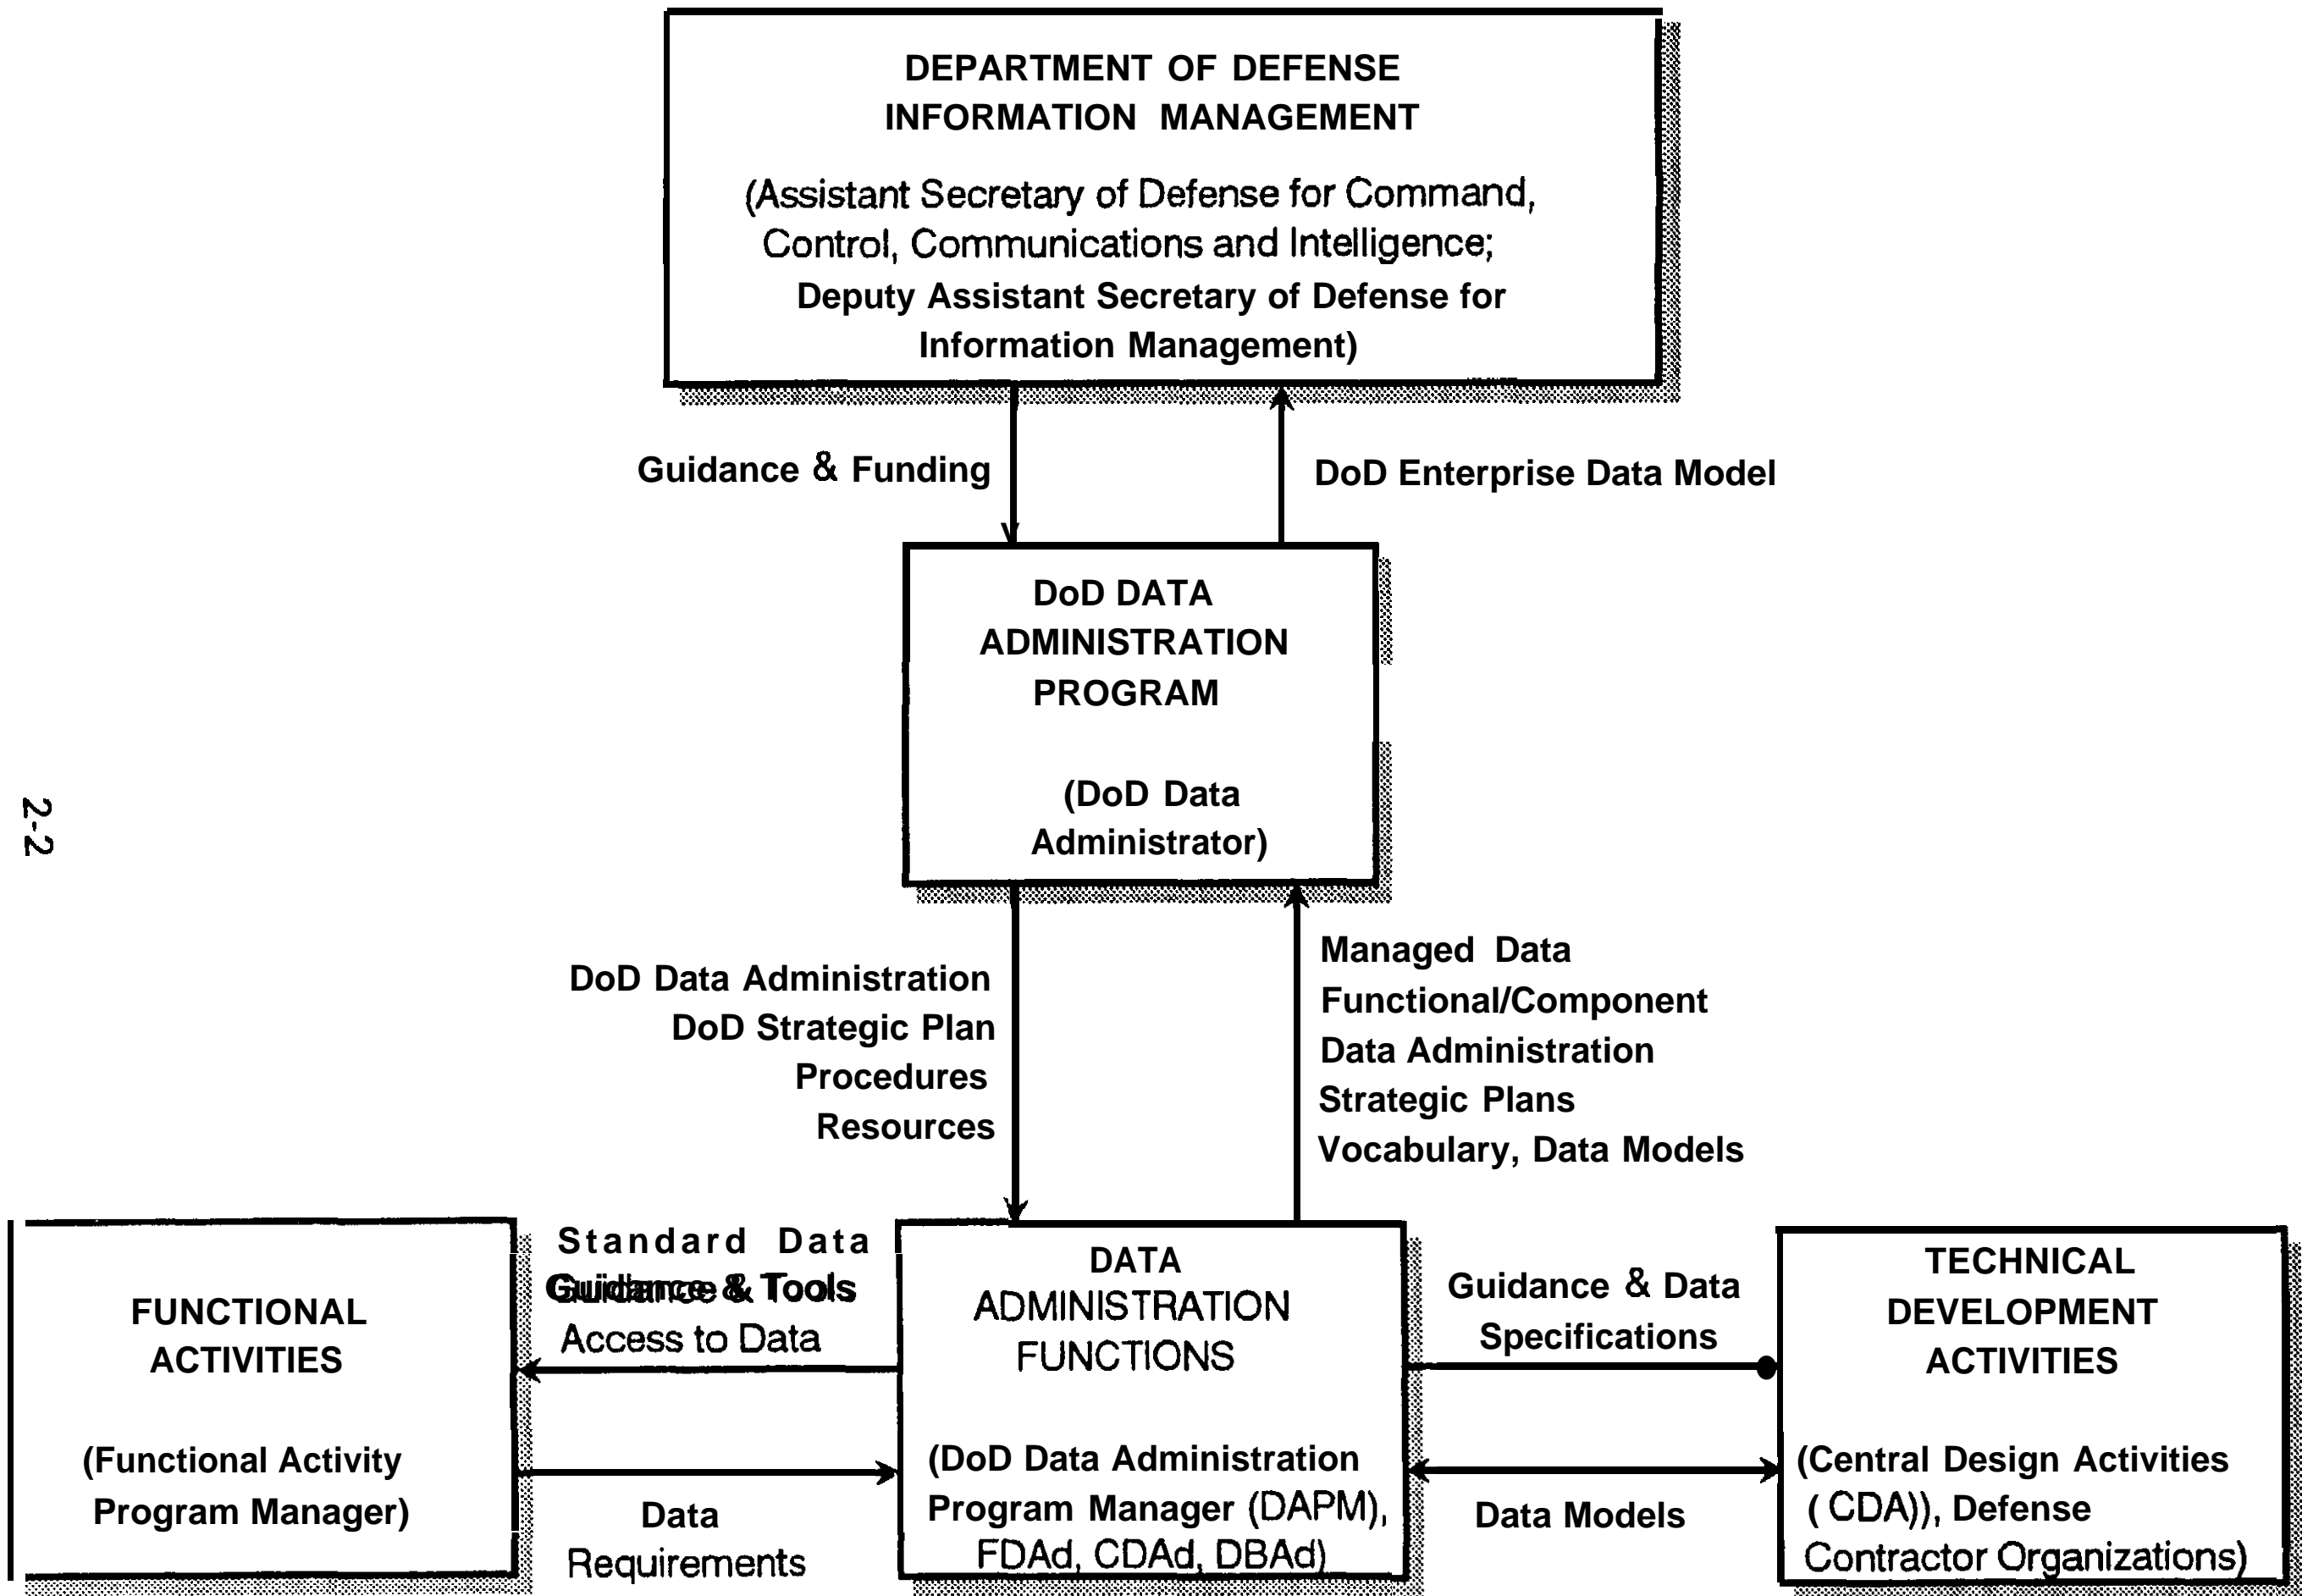 DEPARTMENT OF DEFENSE
INFORMATION MANAGEMENT
(Assistant Secretary of Defense for Command,
Control, Communications and Intelligence;
Deputy Assistant Secretary of Defense for
Information Management)
Guidance & Funding
DoD Enterprise Data Model
DoD DATA
ADMINISTRATION
PROGRAM
(DoD Data
Administrator)
2-2
DoD Data Administration
DoD Strategic Plan
Procedures
Resources
Managed Data
Functional/Component
Data Administration
Strategic Plans
Vocabulary, Data Models
FUNCTIONAL
ACTIVITIES
(Functional Activity
Program Manager)
Standard Data
Guidance & Tools
Access to Data
Data
Requirements
DATA
ADMINISTRATION
FUNCTIONS
(DoD Data Administration
Program Manager (DAPM),
FDAd, CDAd, DBAd)
Guidance & Data
Specifications
Data Models
TECHNICAL
DEVELOPMENT
ACTIVITIES
(Central Design Activities
( CDA)), Defense
Contractor Organizations)